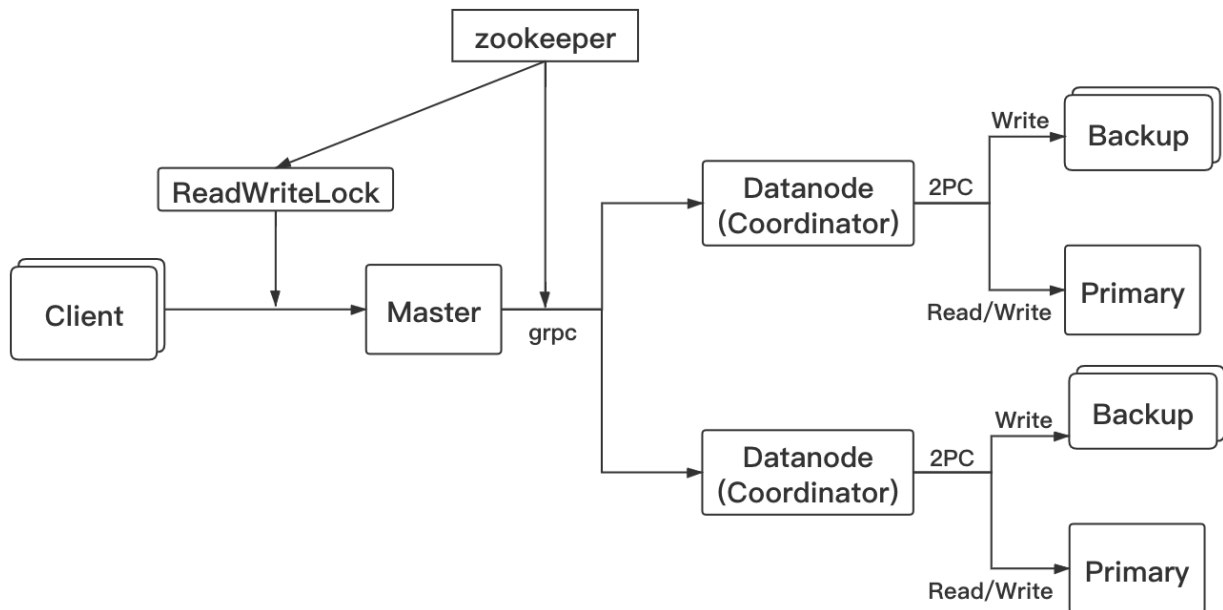 zookeeper
ReadWriteLock
Client
Master
grpc
Datanode
(Coordinator)
2PC
Write
Backup
Read/Write
Primary
Datanode
(Coordinator)
2PC
Write
Backup
Read/Write
Primary